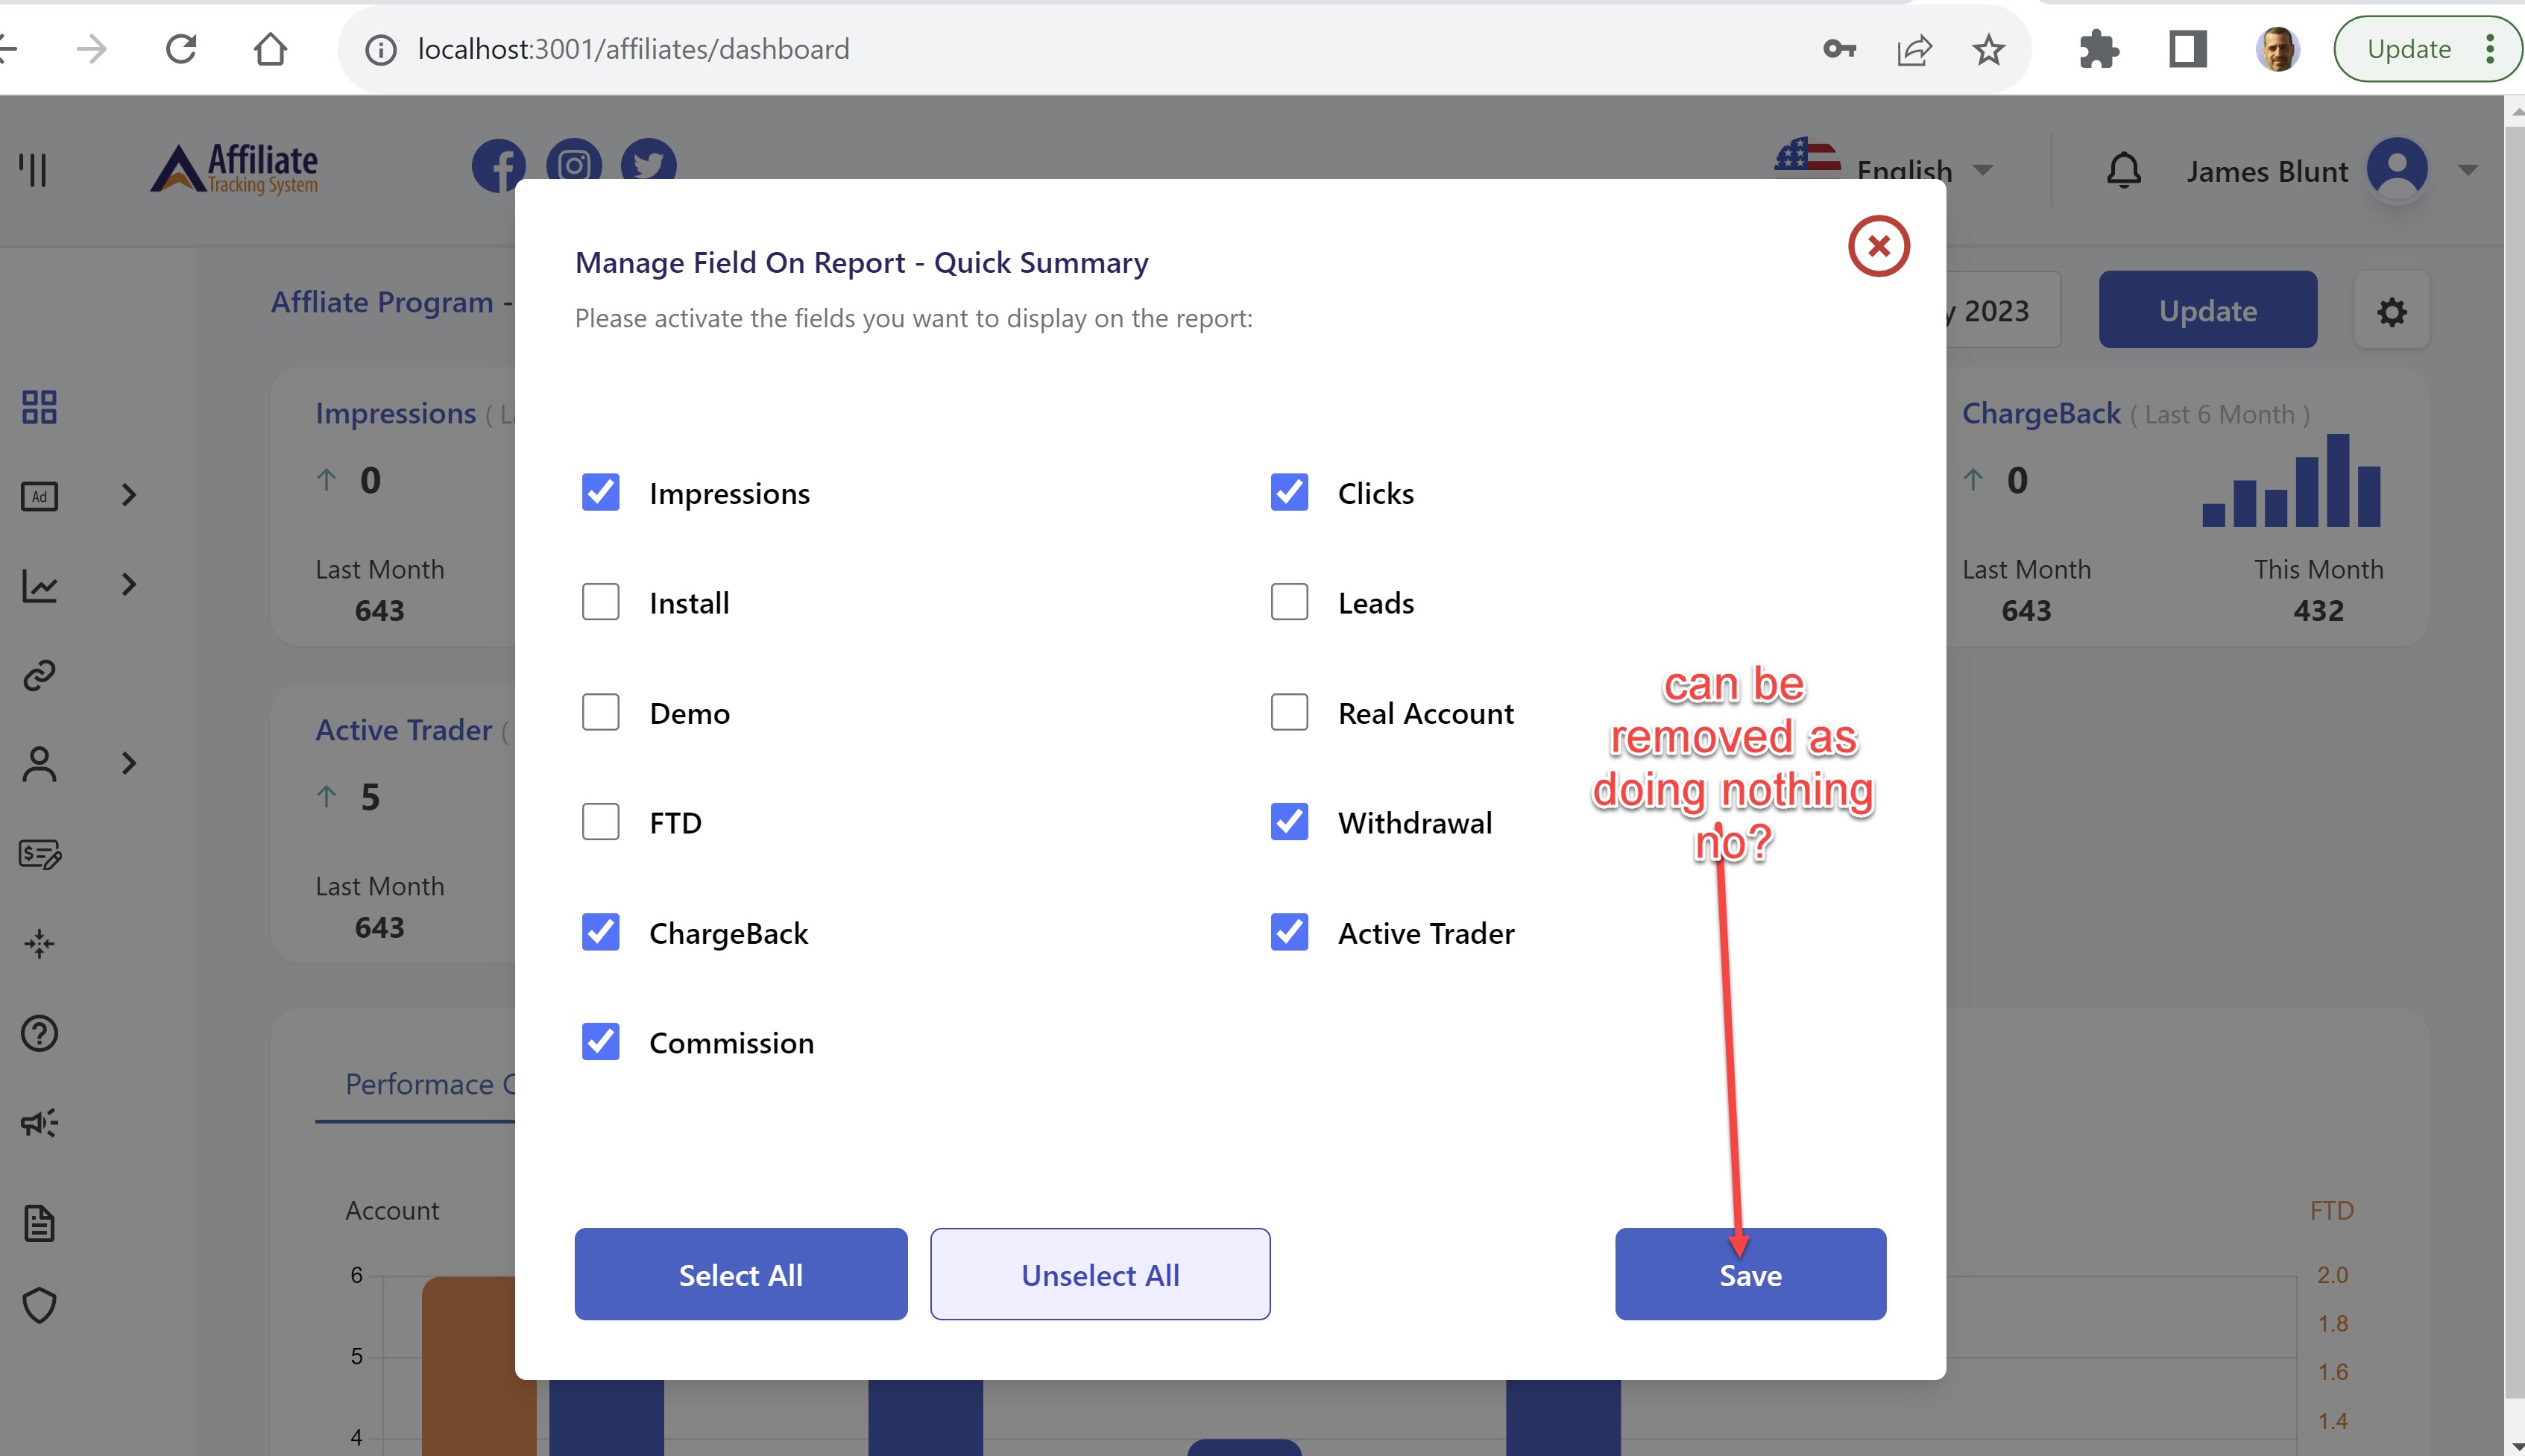 localhost:3001/affiliates/dashboard
Update
Affiliate
Tracking System
English
James Blunt
Manage Field On Report - Quick Summary
Please activate the fields you want to display on the report:
Affliate Program -
2023
Update
Impressions
0
Last Month
643
ChargeBack ( Last 6 Month )
0
Last Month
643
This Month
432
Ad
Impressions
Clicks
Install
Leads
Demo
Real Account
FTD
Withdrawal
ChargeBack
Active Trader
Commission
can be
removed as
doing nothing
no?
Active Trader (
5
Last Month
643
Performace
Account
FTD
6
5
4
2.0
1.8
1.6
1.4
Select All
Unselect All
Save